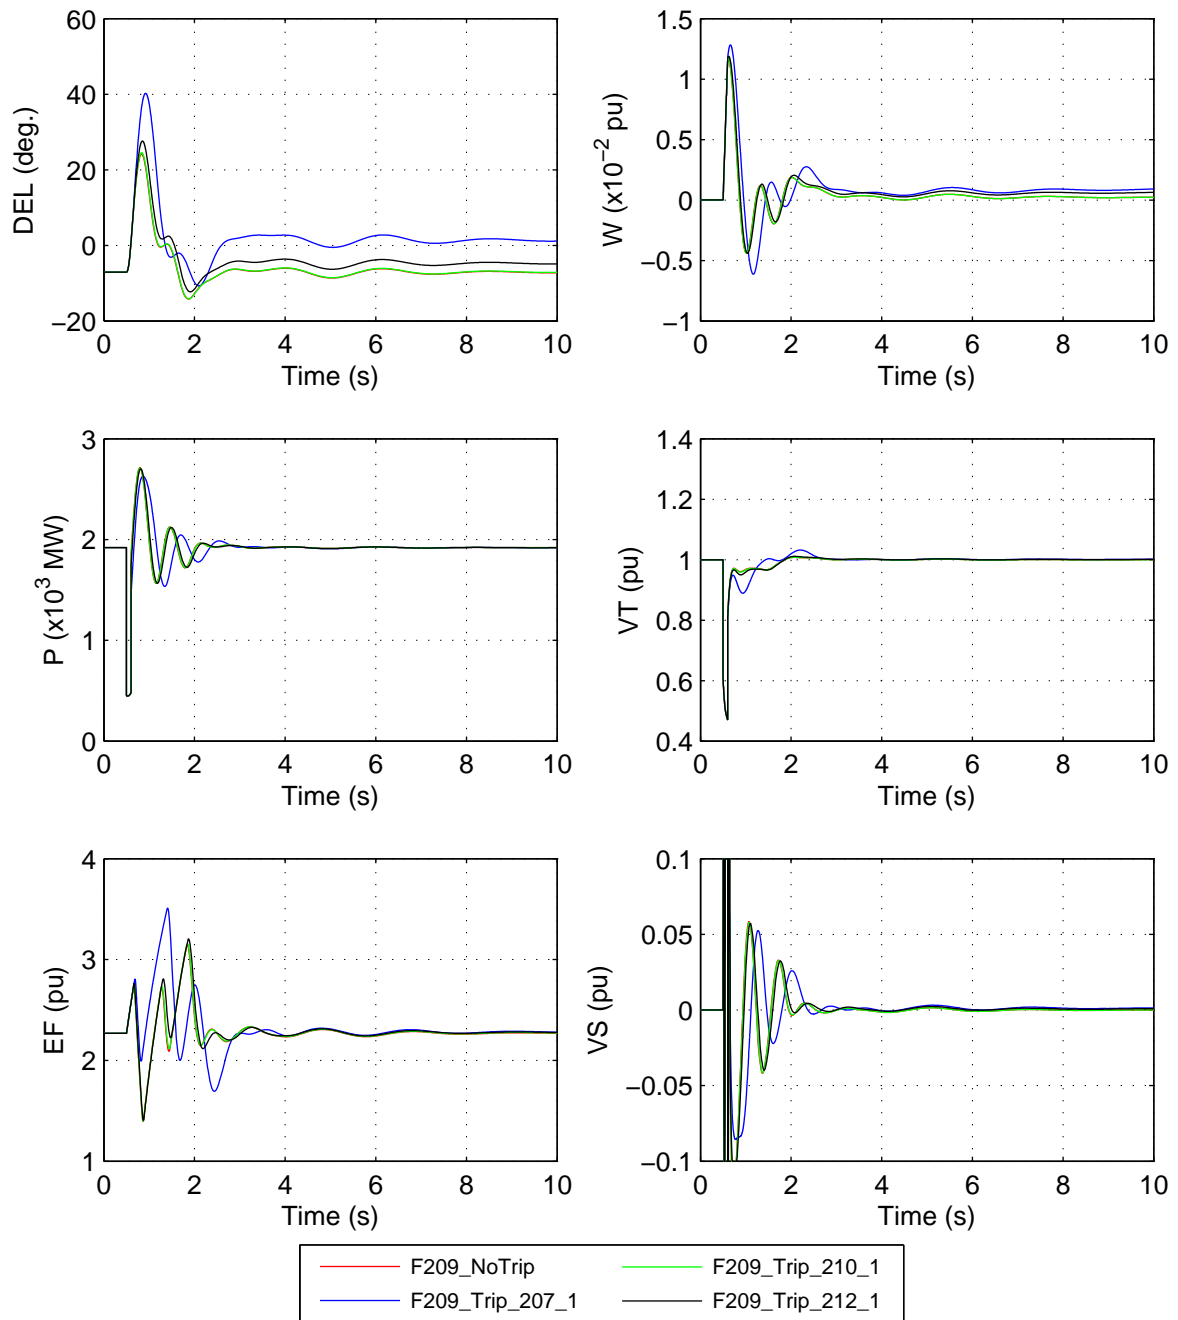 60
40
20
0
−20
DEL (deg.)
0 2 4 6 8 10
Time (s)
1.5
1
0.5
0
−0.5
−1
W (x10−2 pu)
0 2 4 6 8 10
Time (s)
3
2
1
0
P (x103 MW)
0 2 4 6 8 10
Time (s)
1.4
1.2
1
0.8
0.6
0.4
VT (pu)
0 2 4 6 8 10
Time (s)
4
3
2
1
EF (pu)
0 2 4 6 8 10
Time (s)
0.1
0.05
0
−0.05
−0.1
VS (pu)
0 2 4 6 8 10
Time (s)
F209_NoTrip
F209_Trip_207_1
F209_Trip_210_1
F209_Trip_212_1